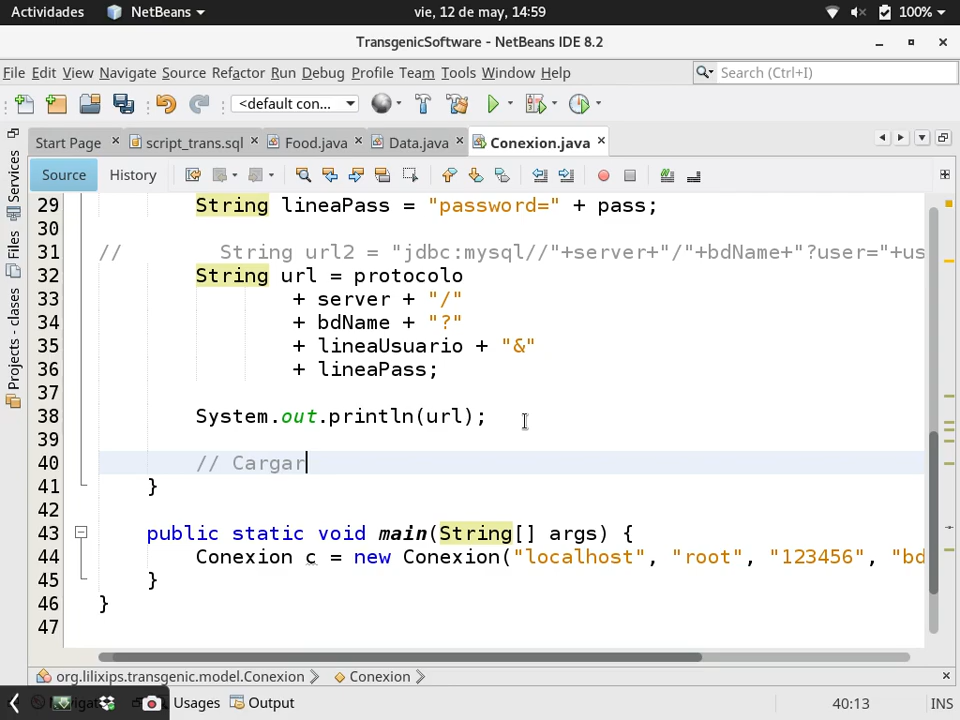 Actividades NetBeans vie, 12 de may, 14:59 100%
TransgenicSoftware - NetBeans IDE 8.2
File Edit View Navigate Source Refactor Run Debug Profile Team Tools Window Help Search (Ctrl+I)
<default con...
Start Page script_trans.sql Food.java Data.java Conexion.java
Source History
Services
Files
Projects - clases
29 String lineaPass = "password=" + pass;
30
31 // String url2 = "jdbc:mysql//"+server+"/"+bdName+"?user="+us
32 String url = protocolo
33 + server + "/"
34 + bdName + "?"
35 + lineaUsuario + "&"
36 + lineaPass;
37
38 System.out.println(url);
39
40 // Cargar
41 }
42
43 public static void main(String[] args) {
44 Conexion c = new Conexion("localhost", "root", "123456", "bd
45 }
46 }
47
org.lilixips.transgenic.model.Conexion Conexion
Usages Output 40:13 INS